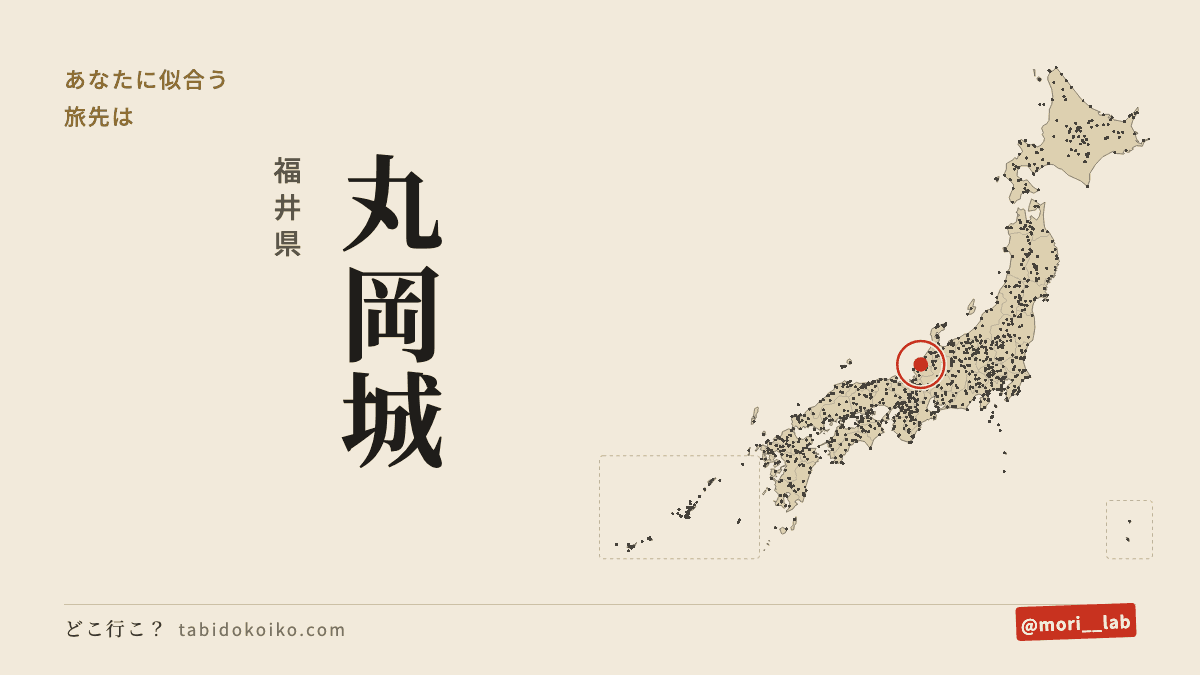 あなたに似合う
旅先は
丸岡城
福井県
どこ行こ？ tabidokoiko.com
@mori__lab